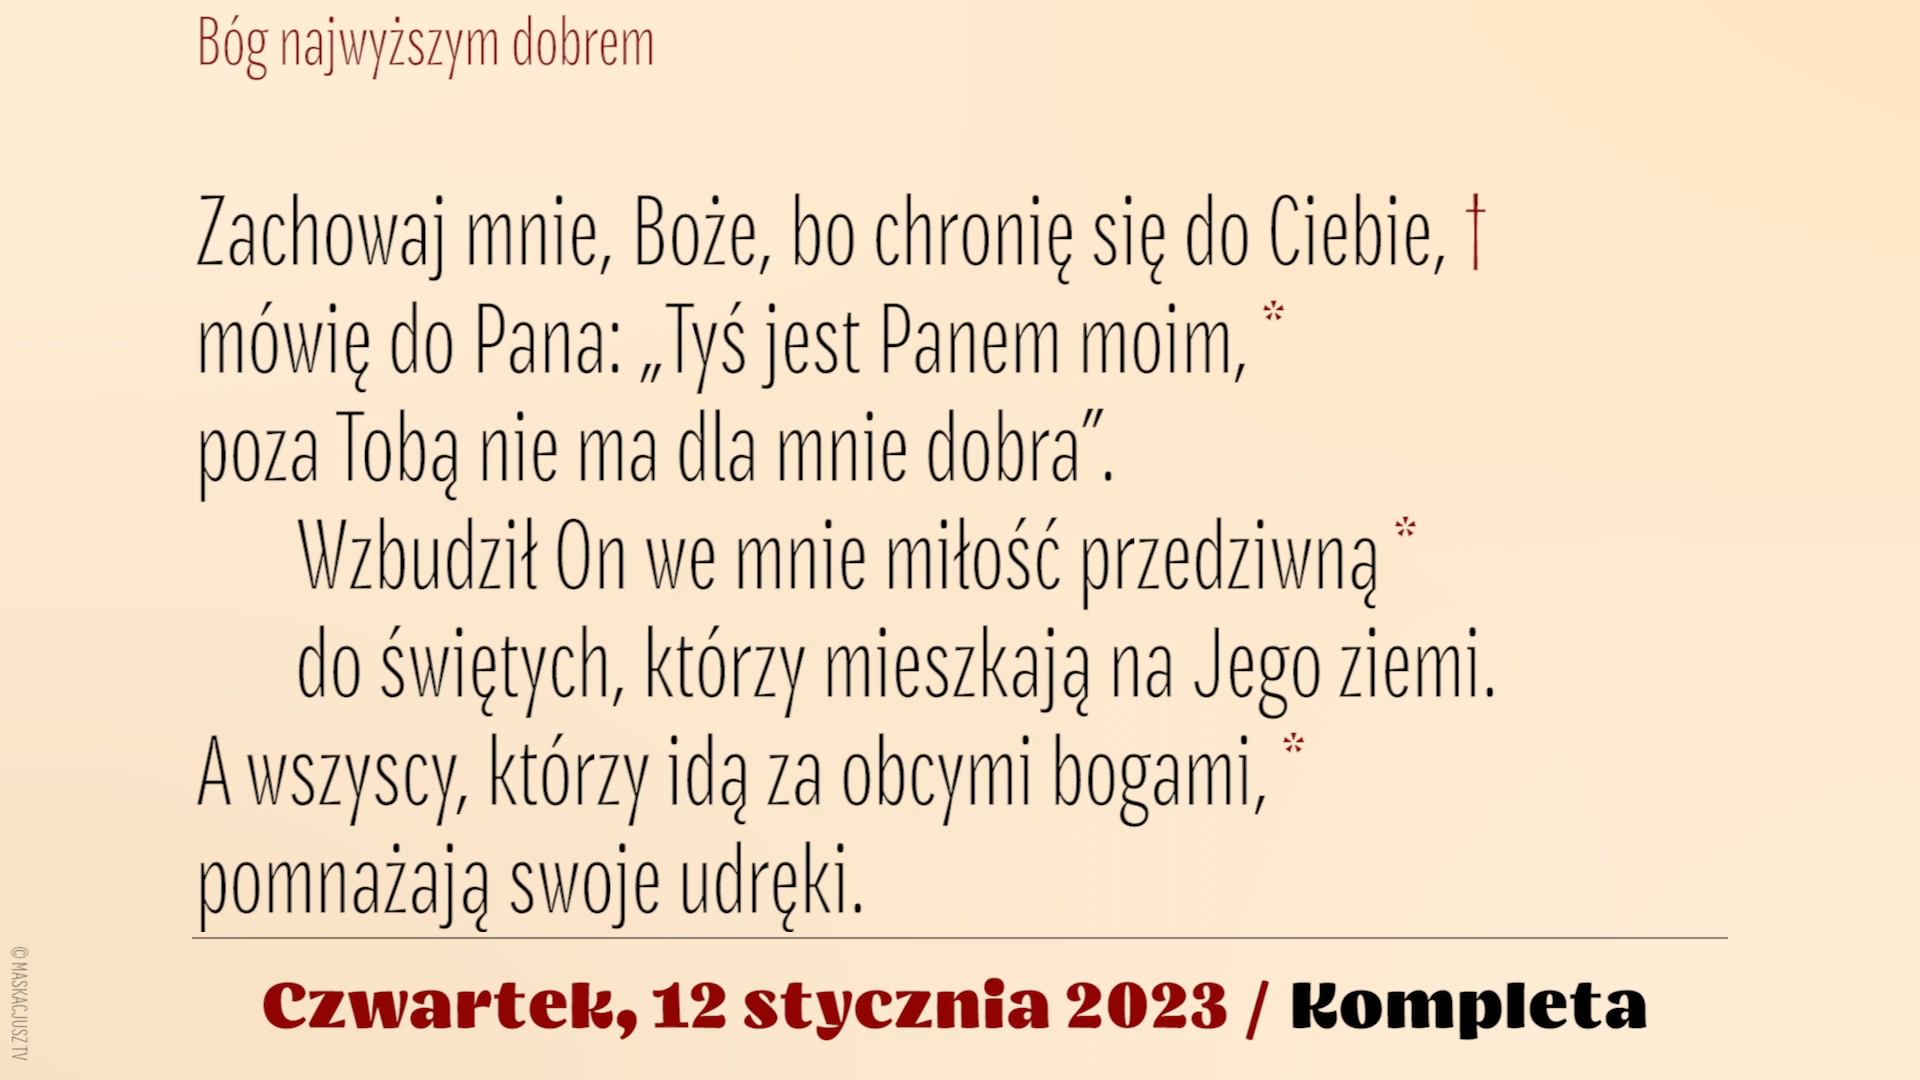 Bóg najwyższym dobrem
Zachowaj mnie, Boże, bo chronię się do Ciebie, †
mówię do Pana: „Tyś jest Panem moim, *
poza Tobą nie ma dla mnie dobra”.
Wzbudził On we mnie miłość przedziwną *
do świętych, którzy mieszkają na Jego ziemi.
A wszyscy, którzy idą za obcymi bogami, *
pomnażają swoje udręki.
Czwartek, 12 stycznia 2023 / Kompleta
© MASKACJUSZ TV